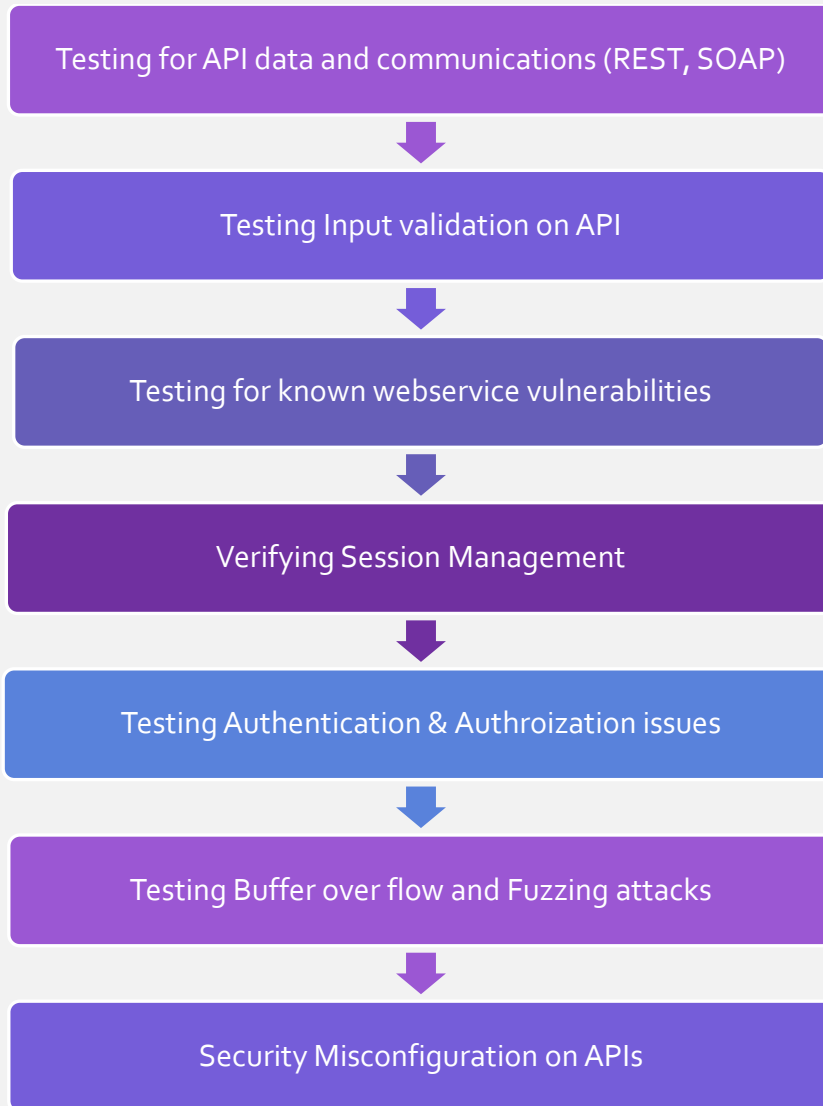 Testing for API data and communications (REST, SOAP)
Testing Input validation on API
Testing for known webservice vulnerabilities
Verifying Session Management
Testing Authentication & Authroization issues
Testing Buffer over flow and Fuzzing attacks
Security Misconfiguration on APIs